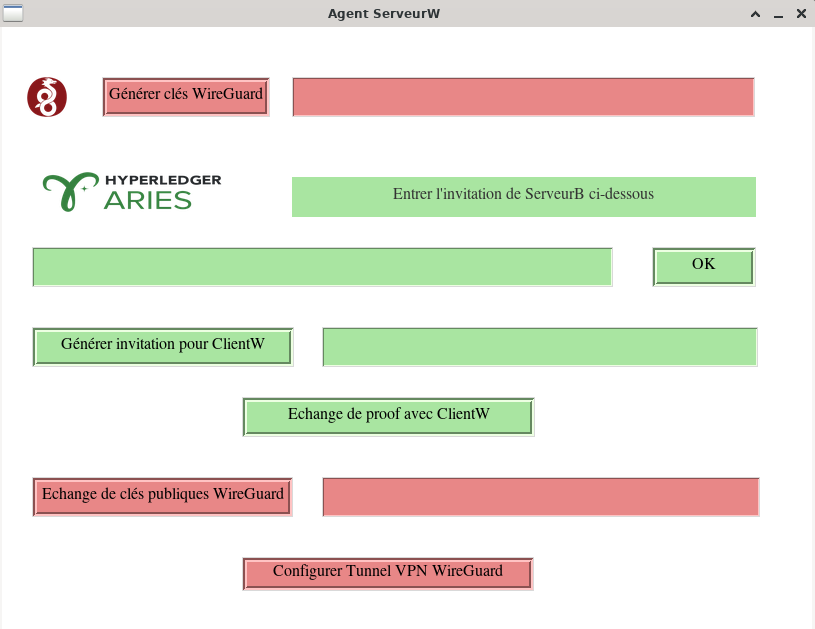 Agent ServeurW
Générer clés WireGuard
HYPERLEDGER
ARIES
Entrer l'invitation de ServeurB ci-dessous
OK
Générer invitation pour ClientW
Echange de proof avec ClientW
Echange de clés publiques WireGuard
Configurer Tunnel VPN WireGuard